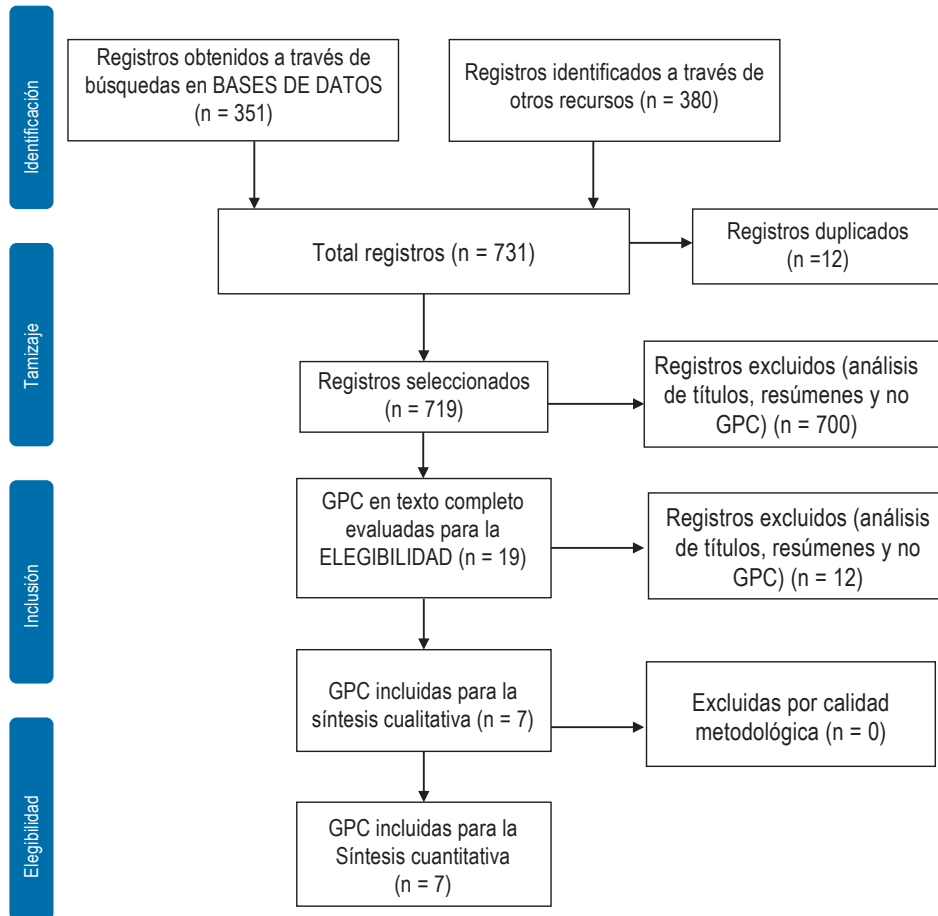 Identificación
Registros obtenidos a través de
búsquedas en BASES DE DATOS
(n = 351)
Registros identificados a través de
otros recursos (n = 380)
Total registros (n = 731)
Registros duplicados
(n =12)
Tamizaje
Registros seleccionados
(n = 719)
Registros excluidos (análisis
de títulos, resúmenes y no
GPC) (n = 700)
Inclusión
GPC en texto completo
evaluadas para la
ELEGIBILIDAD (n = 19)
Registros excluidos (análisis
de títulos, resúmenes y no
GPC) (n = 12)
GPC incluidas para la
síntesis cualitativa (n = 7)
Excluidas por calidad
metodológica (n = 0)
Elegibilidad
GPC incluidas para la
Síntesis cuantitativa
(n = 7)